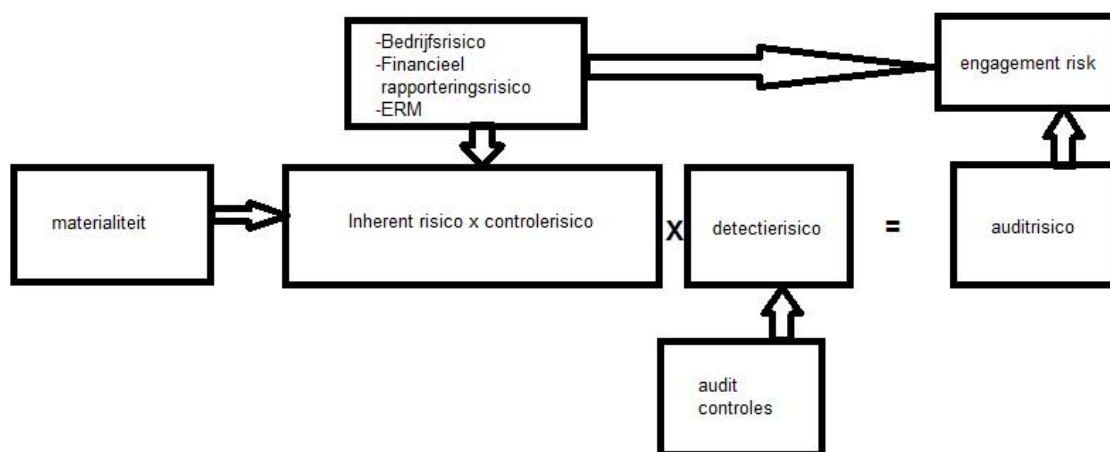 -Bedrijfsrisico
-Financieel
rapporteringsrisico
-ERM
engagement risk
materialiteit
Inherent risico x controlerisico
X
detectierisico
=
auditrisico
audit
controles